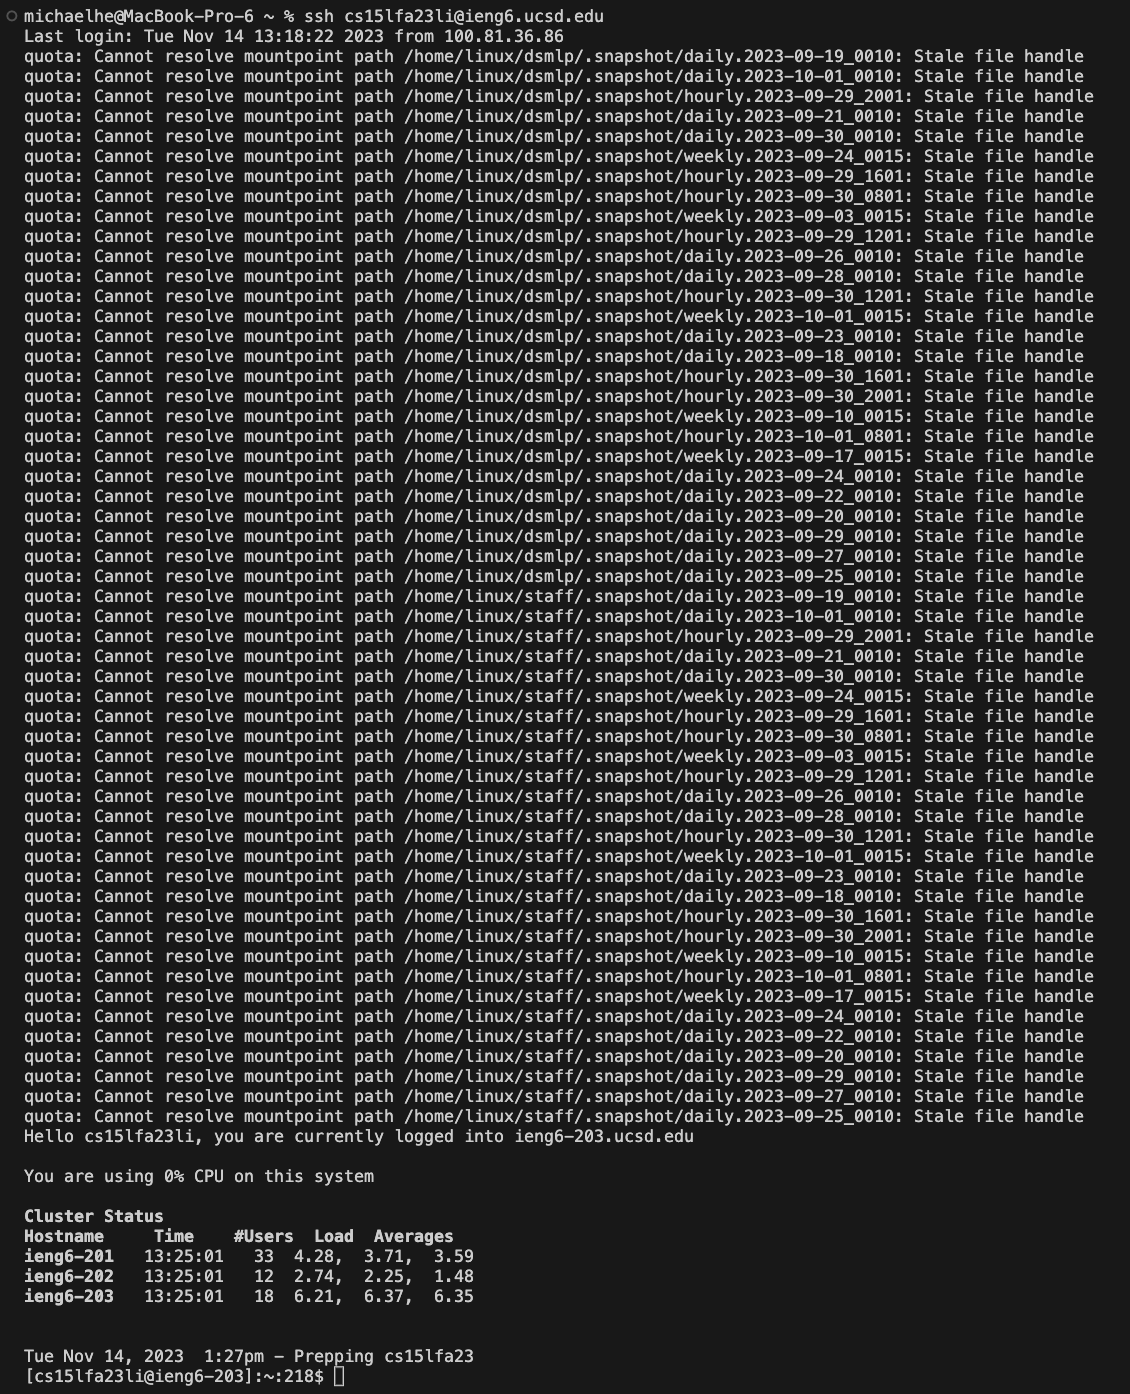 michaelhe@MacBook-Pro-6 ~ % ssh cs15lfa23li@ieng6.ucsd.edu
Last login: Tue Nov 14 13:18:22 2023 from 100.81.36.86
quota: Cannot resolve mountpoint path /home/linux/dsmlp/.snapshot/daily.2023-09-19_0010: Stale file handle
quota: Cannot resolve mountpoint path /home/linux/dsmlp/.snapshot/daily.2023-10-01_0010: Stale file handle
quota: Cannot resolve mountpoint path /home/linux/dsmlp/.snapshot/hourly.2023-09-29_2001: Stale file handle
quota: Cannot resolve mountpoint path /home/linux/dsmlp/.snapshot/daily.2023-09-21_0010: Stale file handle
quota: Cannot resolve mountpoint path /home/linux/dsmlp/.snapshot/daily.2023-09-30_0010: Stale file handle
quota: Cannot resolve mountpoint path /home/linux/dsmlp/.snapshot/weekly.2023-09-24_0015: Stale file handle
quota: Cannot resolve mountpoint path /home/linux/dsmlp/.snapshot/hourly.2023-09-29_1601: Stale file handle
quota: Cannot resolve mountpoint path /home/linux/dsmlp/.snapshot/hourly.2023-09-30_0801: Stale file handle
quota: Cannot resolve mountpoint path /home/linux/dsmlp/.snapshot/weekly.2023-09-03_0015: Stale file handle
quota: Cannot resolve mountpoint path /home/linux/dsmlp/.snapshot/hourly.2023-09-29_1201: Stale file handle
quota: Cannot resolve mountpoint path /home/linux/dsmlp/.snapshot/daily.2023-09-26_0010: Stale file handle
quota: Cannot resolve mountpoint path /home/linux/dsmlp/.snapshot/daily.2023-09-28_0010: Stale file handle
quota: Cannot resolve mountpoint path /home/linux/dsmlp/.snapshot/hourly.2023-09-30_1201: Stale file handle
quota: Cannot resolve mountpoint path /home/linux/dsmlp/.snapshot/weekly.2023-10-01_0015: Stale file handle
quota: Cannot resolve mountpoint path /home/linux/dsmlp/.snapshot/daily.2023-09-23_0010: Stale file handle
quota: Cannot resolve mountpoint path /home/linux/dsmlp/.snapshot/daily.2023-09-18_0010: Stale file handle
quota: Cannot resolve mountpoint path /home/linux/dsmlp/.snapshot/hourly.2023-09-30_1601: Stale file handle
quota: Cannot resolve mountpoint path /home/linux/dsmlp/.snapshot/hourly.2023-09-30_2001: Stale file handle
quota: Cannot resolve mountpoint path /home/linux/dsmlp/.snapshot/weekly.2023-09-10_0015: Stale file handle
quota: Cannot resolve mountpoint path /home/linux/dsmlp/.snapshot/hourly.2023-10-01_0801: Stale file handle
quota: Cannot resolve mountpoint path /home/linux/dsmlp/.snapshot/weekly.2023-09-17_0015: Stale file handle
quota: Cannot resolve mountpoint path /home/linux/dsmlp/.snapshot/daily.2023-09-24_0010: Stale file handle
quota: Cannot resolve mountpoint path /home/linux/dsmlp/.snapshot/daily.2023-09-22_0010: Stale file handle
quota: Cannot resolve mountpoint path /home/linux/dsmlp/.snapshot/daily.2023-09-20_0010: Stale file handle
quota: Cannot resolve mountpoint path /home/linux/dsmlp/.snapshot/daily.2023-09-29_0010: Stale file handle
quota: Cannot resolve mountpoint path /home/linux/dsmlp/.snapshot/daily.2023-09-27_0010: Stale file handle
quota: Cannot resolve mountpoint path /home/linux/dsmlp/.snapshot/daily.2023-09-25_0010: Stale file handle
quota: Cannot resolve mountpoint path /home/linux/staff/.snapshot/daily.2023-09-19_0010: Stale file handle
quota: Cannot resolve mountpoint path /home/linux/staff/.snapshot/daily.2023-10-01_0010: Stale file handle
quota: Cannot resolve mountpoint path /home/linux/staff/.snapshot/hourly.2023-09-29_2001: Stale file handle
quota: Cannot resolve mountpoint path /home/linux/staff/.snapshot/daily.2023-09-21_0010: Stale file handle
quota: Cannot resolve mountpoint path /home/linux/staff/.snapshot/daily.2023-09-30_0010: Stale file handle
quota: Cannot resolve mountpoint path /home/linux/staff/.snapshot/weekly.2023-09-24_0015: Stale file handle
quota: Cannot resolve mountpoint path /home/linux/staff/.snapshot/hourly.2023-09-29_1601: Stale file handle
quota: Cannot resolve mountpoint path /home/linux/staff/.snapshot/hourly.2023-09-30_0801: Stale file handle
quota: Cannot resolve mountpoint path /home/linux/staff/.snapshot/weekly.2023-09-03_0015: Stale file handle
quota: Cannot resolve mountpoint path /home/linux/staff/.snapshot/hourly.2023-09-29_1201: Stale file handle
quota: Cannot resolve mountpoint path /home/linux/staff/.snapshot/daily.2023-09-26_0010: Stale file handle
quota: Cannot resolve mountpoint path /home/linux/staff/.snapshot/daily.2023-09-28_0010: Stale file handle
quota: Cannot resolve mountpoint path /home/linux/staff/.snapshot/hourly.2023-09-30_1201: Stale file handle
quota: Cannot resolve mountpoint path /home/linux/staff/.snapshot/weekly.2023-10-01_0015: Stale file handle
quota: Cannot resolve mountpoint path /home/linux/staff/.snapshot/daily.2023-09-23_0010: Stale file handle
quota: Cannot resolve mountpoint path /home/linux/staff/.snapshot/daily.2023-09-18_0010: Stale file handle
quota: Cannot resolve mountpoint path /home/linux/staff/.snapshot/hourly.2023-09-30_1601: Stale file handle
quota: Cannot resolve mountpoint path /home/linux/staff/.snapshot/hourly.2023-09-30_2001: Stale file handle
quota: Cannot resolve mountpoint path /home/linux/staff/.snapshot/weekly.2023-09-10_0015: Stale file handle
quota: Cannot resolve mountpoint path /home/linux/staff/.snapshot/hourly.2023-10-01_0801: Stale file handle
quota: Cannot resolve mountpoint path /home/linux/staff/.snapshot/weekly.2023-09-17_0015: Stale file handle
quota: Cannot resolve mountpoint path /home/linux/staff/.snapshot/daily.2023-09-24_0010: Stale file handle
quota: Cannot resolve mountpoint path /home/linux/staff/.snapshot/daily.2023-09-22_0010: Stale file handle
quota: Cannot resolve mountpoint path /home/linux/staff/.snapshot/daily.2023-09-20_0010: Stale file handle
quota: Cannot resolve mountpoint path /home/linux/staff/.snapshot/daily.2023-09-29_0010: Stale file handle
quota: Cannot resolve mountpoint path /home/linux/staff/.snapshot/daily.2023-09-27_0010: Stale file handle
quota: Cannot resolve mountpoint path /home/linux/staff/.snapshot/daily.2023-09-25_0010: Stale file handle
Hello cs15lfa23li, you are currently logged into ieng6-203.ucsd.edu
You are using 0% CPU on this system
Cluster Status
Hostname     Time    #Users  Load  Averages
ieng6-201   13:25:01   33  4.28,  3.71,  3.59
ieng6-202   13:25:01   12  2.74,  2.25,  1.48
ieng6-203   13:25:01   18  6.21,  6.37,  6.35
Tue Nov 14, 2023  1:27pm - Prepping cs15lfa23
[cs15lfa23li@ieng6-203]:~:218$